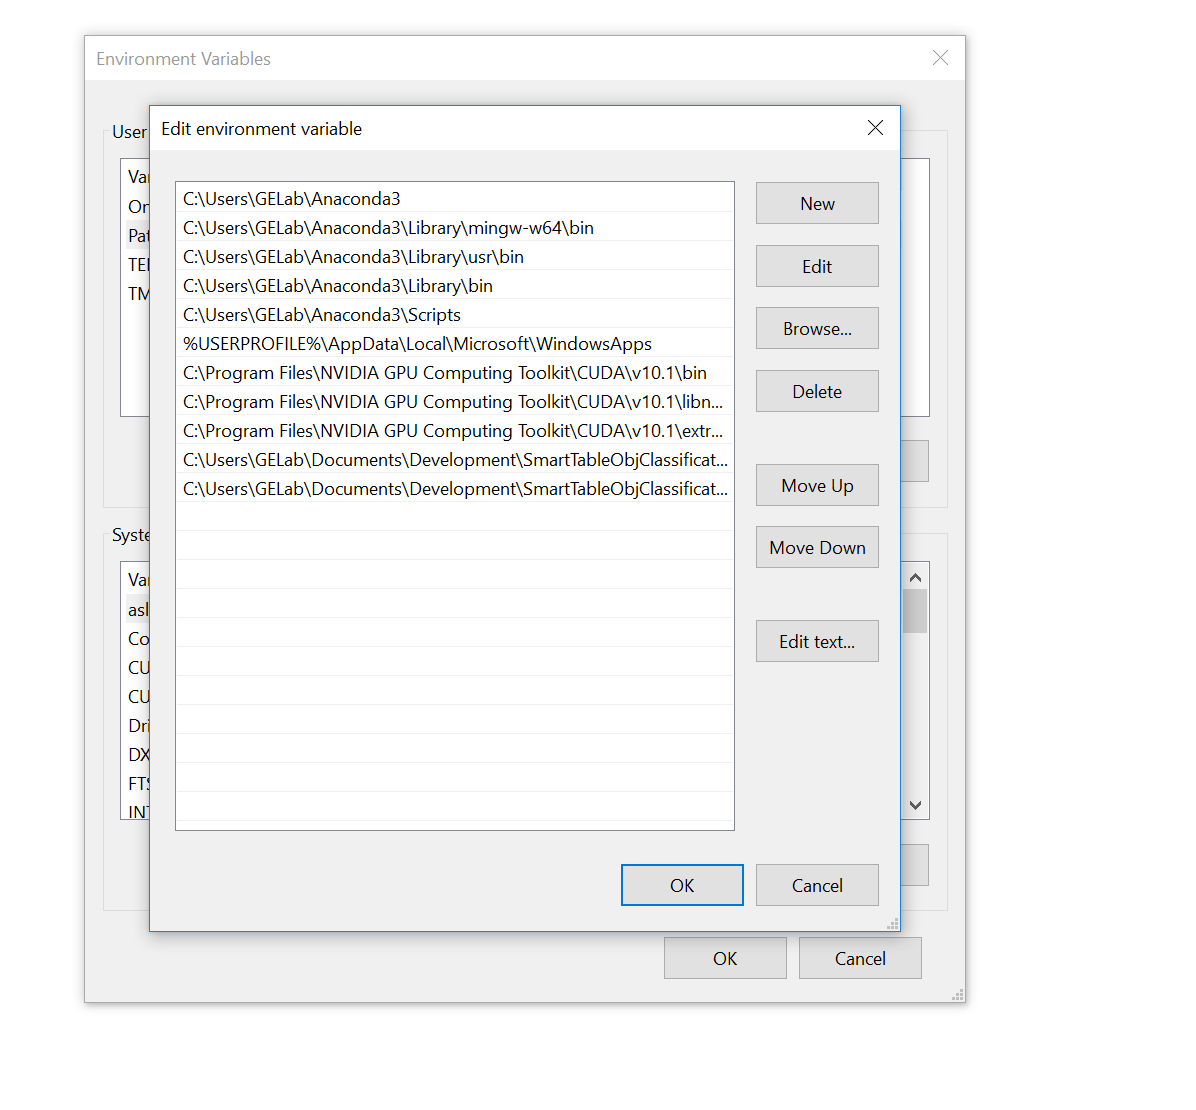 Environment Variables
Edit environment variable
User
C:\Users\GELab\Anaconda3
C:\Users\GELab\Anaconda3\Library\mingw-w64\bin
C:\Users\GELab\Anaconda3\Library\usr\bin
C:\Users\GELab\Anaconda3\Library\bin
C:\Users\GELab\Anaconda3\Scripts
%USERPROFILE%\AppData\Local\Microsoft\WindowsApps
C:\Program Files\NVIDIA GPU Computing Toolkit\CUDA\v10.1\bin
C:\Program Files\NVIDIA GPU Computing Toolkit\CUDA\v10.1\libn...
C:\Program Files\NVIDIA GPU Computing Toolkit\CUDA\v10.1\extr...
C:\Users\GELab\Documents\Development\SmartTableObjClassificat...
C:\Users\GELab\Documents\Development\SmartTableObjClassificat...
New
Edit
Browse...
Delete
Move Up
Move Down
Edit text...
OK
Cancel
Var
On
Pat
TE
TM
Syste
Var
asl
Co
CU
CU
Dri
DX
FTS
INT
OK
Cancel